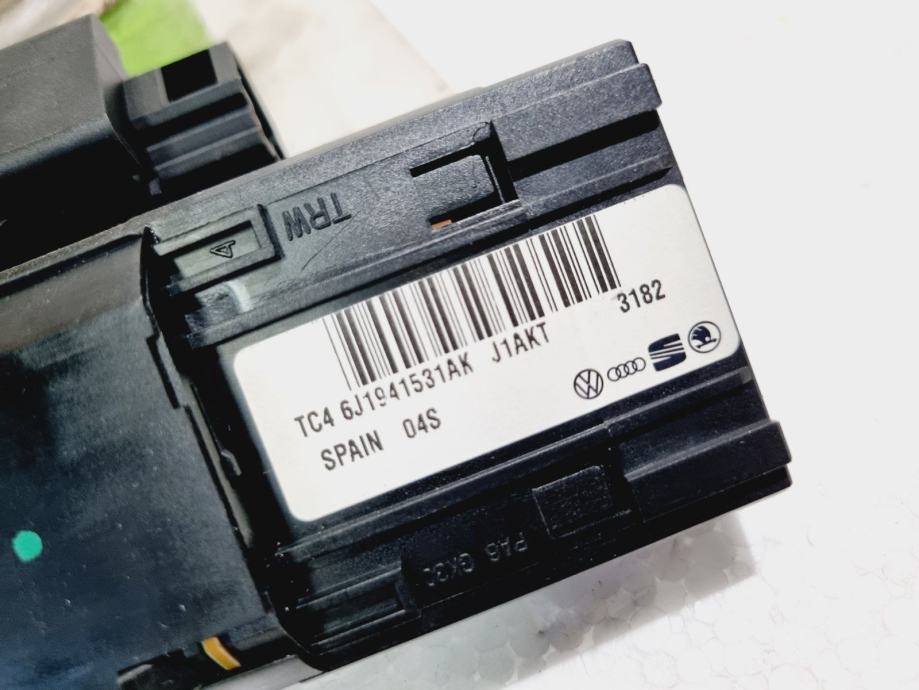 TRW
3182
TC4 6J1941531AK J1AKT
SPAIN 04S
PA6 GK30